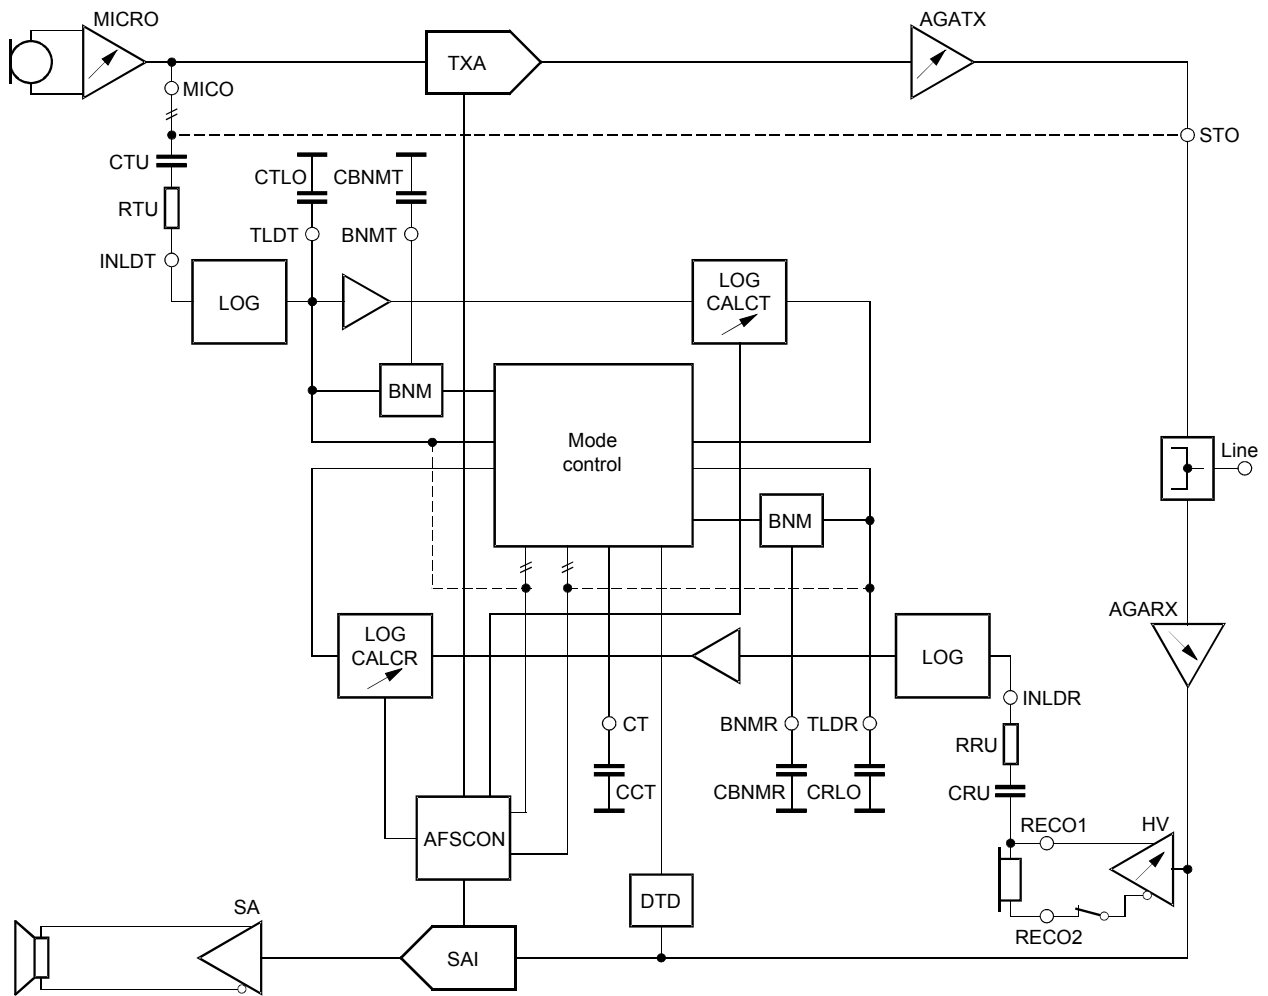 MICRO
AGATX
TXA
MICO
STO
CTU
CTLO
CBNMT
RTU
TLDT
BNMT
INLDT
LOG
LOG
CALCT
BNM
Mode
control
Line
BNM
AGARX
LOG
CALCR
LOG
INLDR
CT
BNMR
TLDR
RRU
CCT
CBNMR
CRLO
CRU
RECO1
HV
AFSCON
DTD
SA
RECO2
SAI